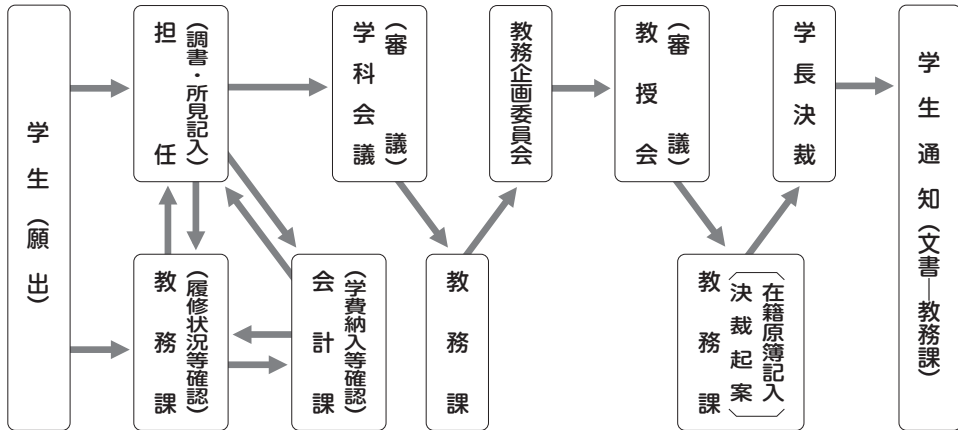 学生(願出)
担任
(調書・所見記入)
教務課
(履修状況等確認)
会計課
(学費納入等確認)
学科会議
(審議)
教務課
教務企画委員会
教授会
(審議)
教務課
在籍原簿記入
決裁起案
学長決裁
学生通知(文書―教務課)